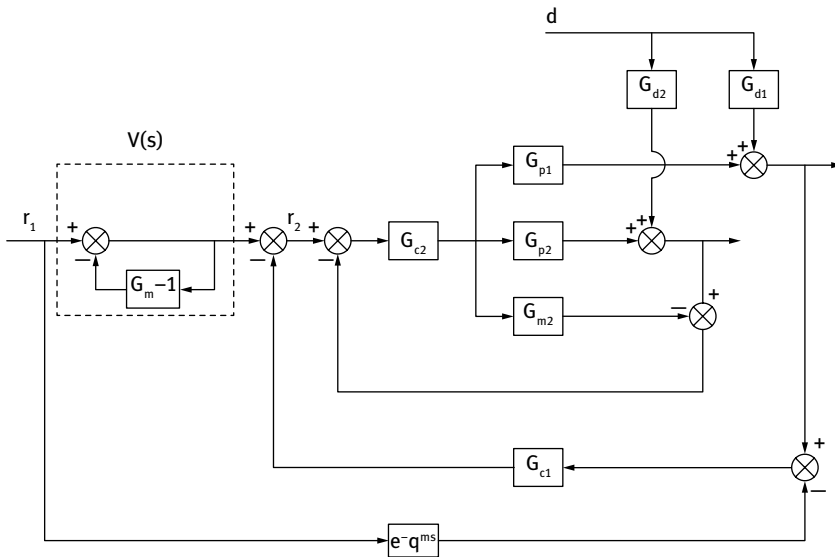 d
G_d2
G_d1
V(s)
+ +
G_p1
r_1
+
−
+
−
r_2
+
−
G_c2
G_p2
+ +
G_m−1
+
−
G_m2
G_c1
+
−
e^−q^ms